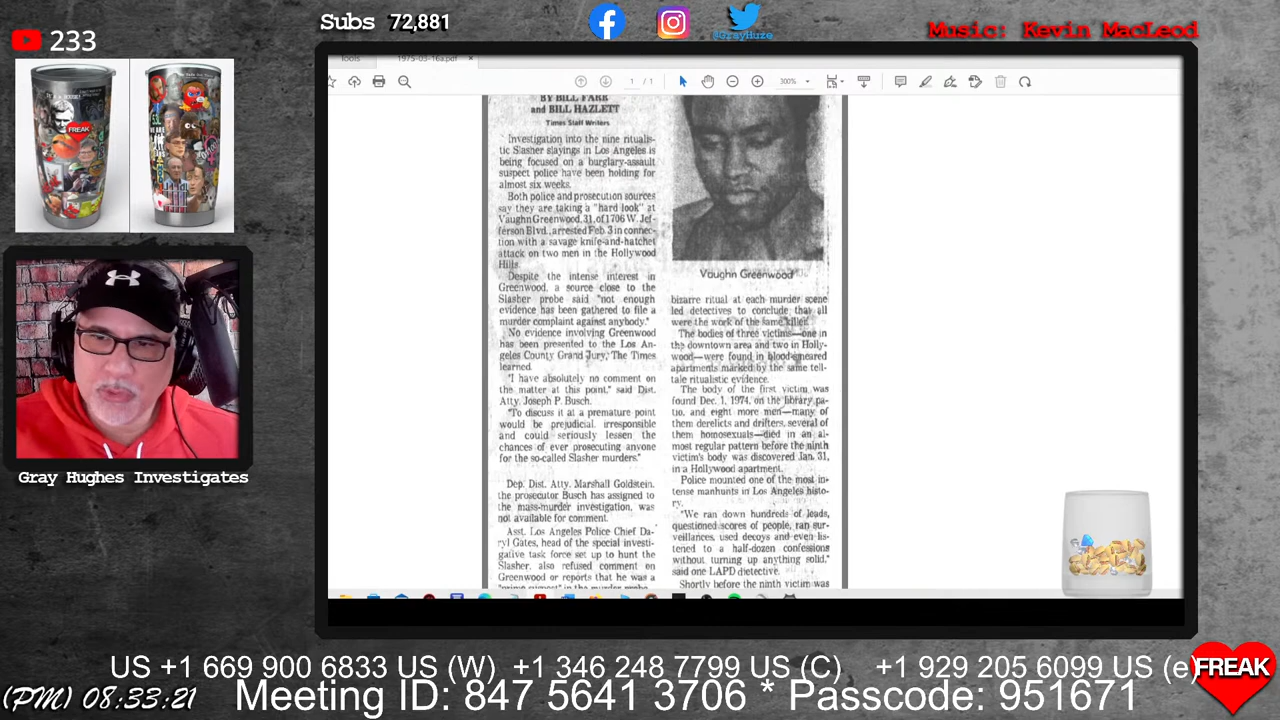 Subs 72,881
@GrayHuze
Music: Kevin MacLeod
233
FREAK
Gray Hughes Investigates
Tools
1975-03-16a.pdf
1 / 1
300%
BY BILL FARR
and BILL HAZLETT
Times Staff Writers
Investigation into the nine ritualis-
tic Slasher slayings in Los Angeles is
being focused on a burglary-assault
suspect police have been holding for
almost six weeks.
Both police and prosecution sources
say they are taking a "hard look" at
Vaughn Greenwood, 31, of 1706 W. Jef-
ferson Blvd., arrested Feb. 3 in connec-
tion with a savage knife-and-hatchet
attack on two men in the Hollywood
Hills.
Despite the intense interest in
Greenwood, a source close to the
Slasher probe said "not enough
evidence has been gathered to file a
murder complaint against anybody."
No evidence involving Greenwood
has been presented to the Los An-
geles County Grand Jury, The Times
learned.
"I have absolutely no comment on
the matter at this point," said Dist.
Atty. Joseph P. Busch.
"To discuss it at a premature point
would be prejudicial, irresponsible
and could seriously lessen the
chances of ever prosecuting anyone
for the so-called Slasher murders."
Dep. Dist. Atty. Marshall Goldstein,
the prosecutor Busch has assigned to
the mass-murder investigation, was
not available for comment.
Asst. Los Angeles Police Chief Da-
ryl Gates, head of the special investi-
gative task force set up to hunt the
Slasher, also refused comment on
Greenwood or reports that he was a
"prime suspect" in the murder probe.
Vaughn Greenwood
bizarre ritual at each murder scene
led detectives to conclude that all
were the work of the same killer.
The bodies of three victims—one in
the downtown area and two in Holly-
wood—were found in blood-smeared
apartments marked by the same tell-
tale ritualistic evidence.
The body of the first victim was
found Dec. 1, 1974, on the library pa-
tio, and eight more men—many of
them derelicts and drifters, several of
them homosexuals—died in an al-
most regular pattern before the ninth
victim's body was discovered Jan. 31,
in a Hollywood apartment.
Police mounted one of the most in-
tense manhunts in Los Angeles histo-
ry.
"We ran down hundreds of leads,
questioned scores of people, ran sur-
veillances, used decoys and even lis-
tened to a half-dozen confessions
without turning up anything solid,"
said one LAPD dietective.
Shortly before the ninth victim was
US +1 669 900 6833 US (W) +1 346 248 7799 US (C) +1 929 205 6099 US (e)
FREAK
(PM) 08:33:21
Meeting ID: 847 5641 3706 * Passcode: 951671